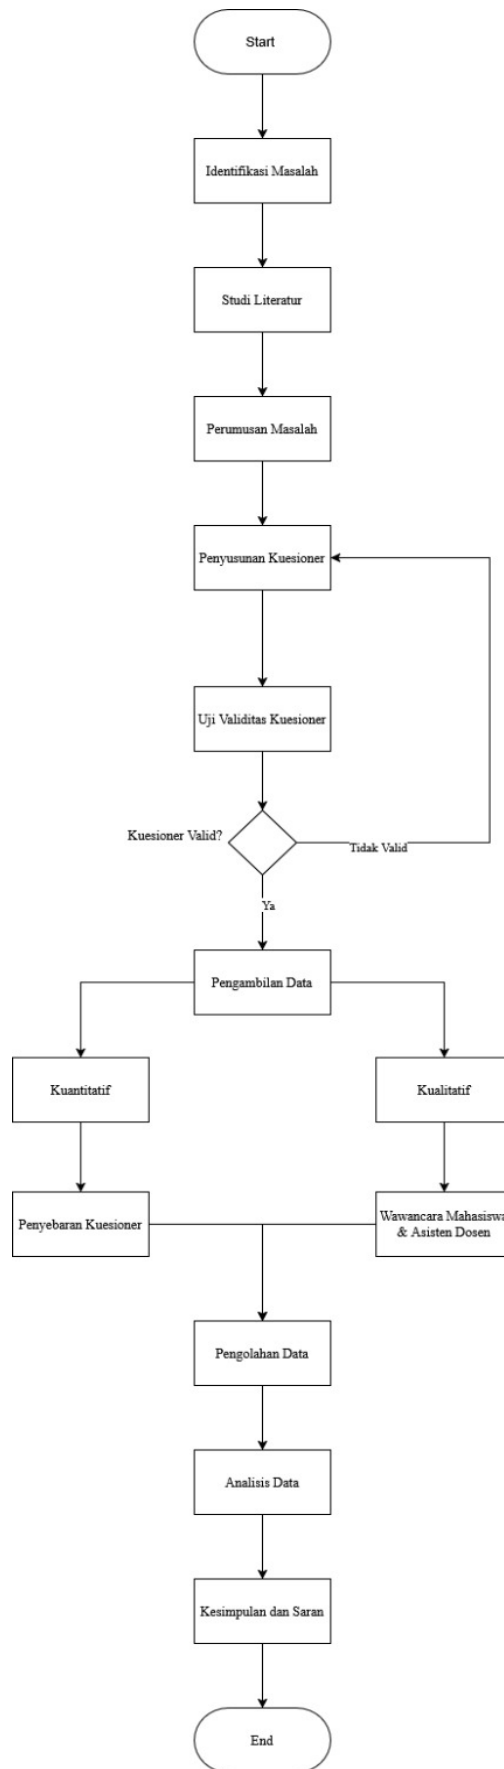 Start
Identifikasi Masalah
Studi Literatur
Perumusan Masalah
Penyusunan Kuesioner
Uji Validitas Kuesioner
Kuesioner Valid?
Tidak Valid
Ya
Pengambilan Data
Kuantitatif
Kualitatif
Penyebaran Kuesioner
Wawancara Mahasiswa
& Asisten Dosen
Pengolahan Data
Analisis Data
Kesimpulan dan Saran
End